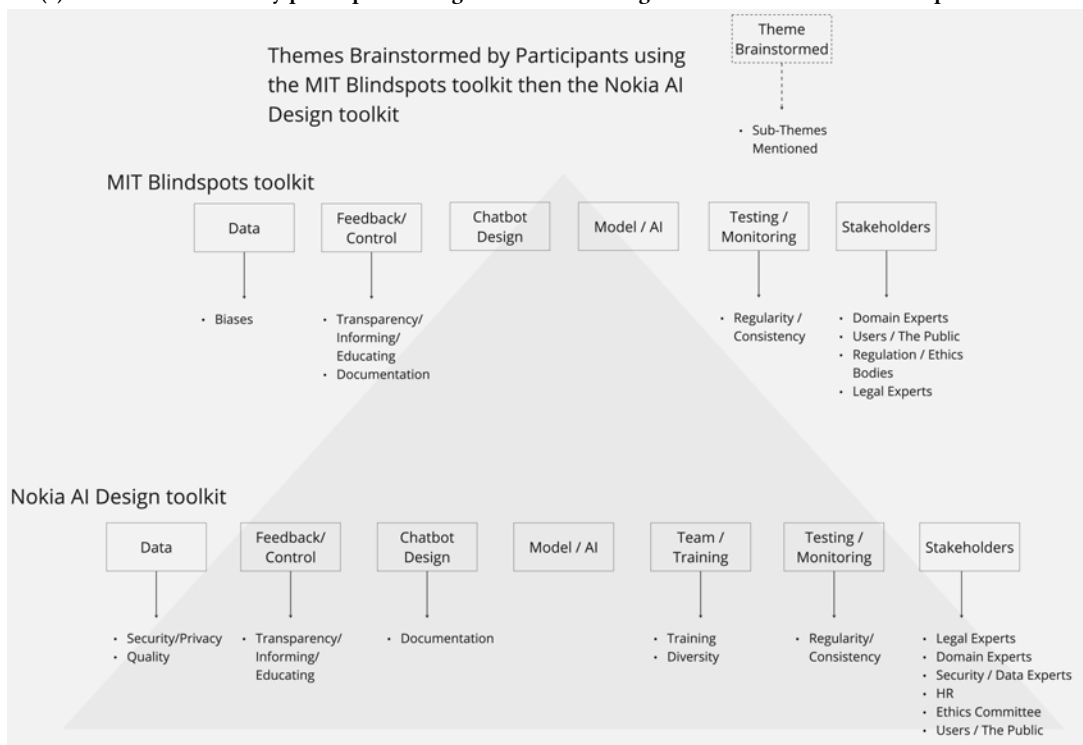 Themes Brainstormed by Participants using
the MIT Blindspots toolkit then the Nokia AI
Design toolkit
Theme
Brainstormed
• Sub-Themes
Mentioned
MIT Blindspots toolkit
Data
Feedback/
Control
Chatbot
Design
Model / AI
Testing /
Monitoring
Stakeholders
• Biases
• Transparency/
Informing/
Educating
• Documentation
• Regularity /
Consistency
• Domain Experts
• Users / The Public
• Regulation / Ethics
Bodies
• Legal Experts
Nokia AI Design toolkit
Data
Feedback/
Control
Chatbot
Design
Model / AI
Team /
Training
Testing /
Monitoring
Stakeholders
• Security/Privacy
• Quality
• Transparency/
Informing/
Educating
• Documentation
• Training
• Diversity
• Regularity/
Consistency
• Legal Experts
• Domain Experts
• Security / Data Experts
• HR
• Ethics Committee
• Users / The Public